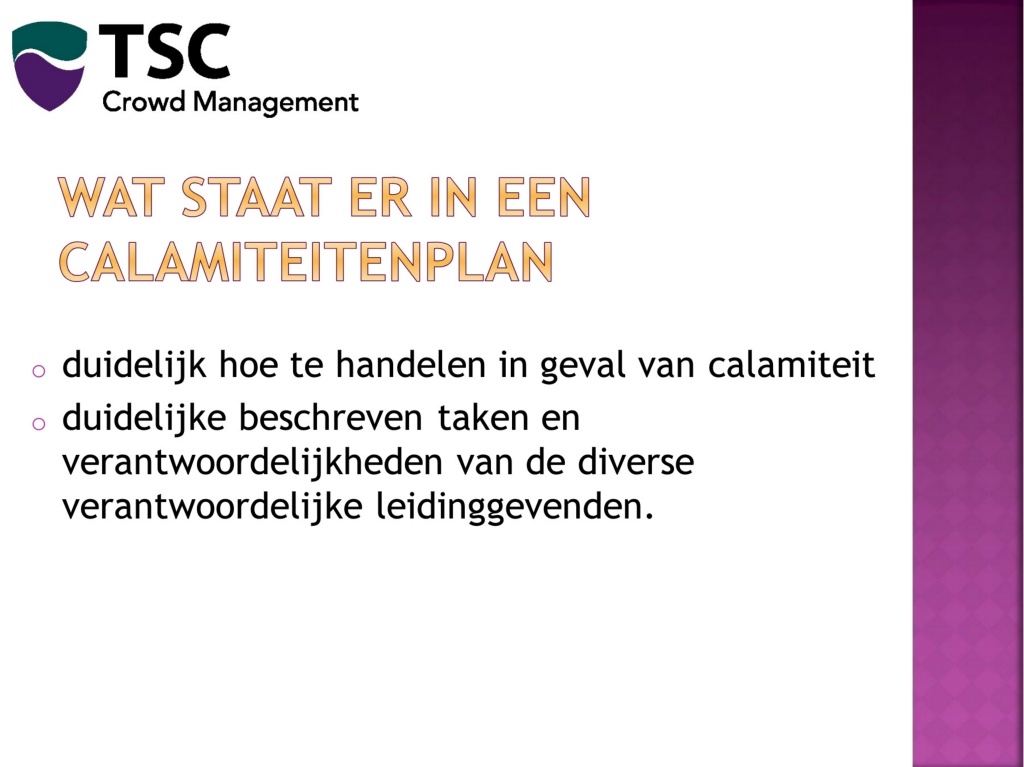 TSC
Crowd Management
WAT STAAT ER IN EEN
CALAMITEITENPLAN
o duidelijk hoe te handelen in geval van calamiteit
o duidelijke beschreven taken en
verantwoordelijkheden van de diverse
verantwoordelijke leidinggevenden.